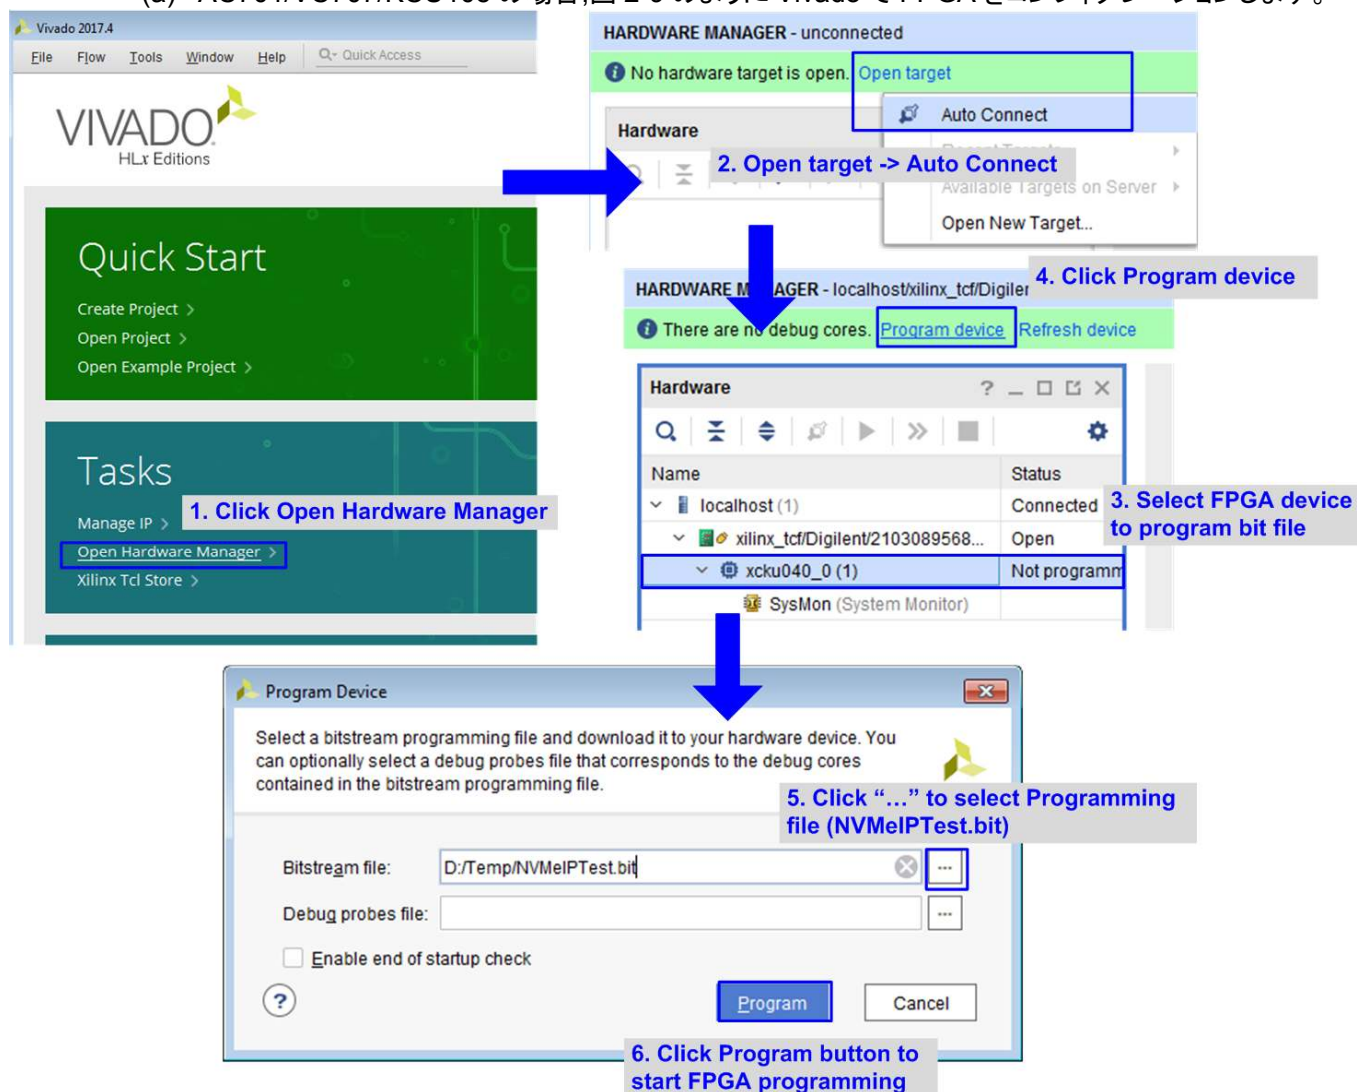 Vivado 2017.4
File Flow Tools Window Help Quick Access
VIVADO
HLx Editions
Quick Start
Create Project >
Open Project >
Open Example Project >
Tasks
Manage IP >
Open Hardware Manager >
Xilinx Tcl Store >
1. Click Open Hardware Manager
HARDWARE MANAGER - unconnected
No hardware target is open. Open target
Hardware
Auto Connect
2. Open target -> Auto Connect
Available Targets on Server
Open New Target...
4. Click Program device
HARDWARE MANAGER - localhost/xilinx_tcf/Digilen
There are no debug cores. Program device Refresh device
Hardware
Name Status
localhost (1) Connected
xilinx_tcf/Digilent/2103089568... Open
xcku040_0 (1) Not programm
SysMon (System Monitor)
3. Select FPGA device
to program bit file
Program Device
Select a bitstream programming file and download it to your hardware device. You
can optionally select a debug probes file that corresponds to the debug cores
contained in the bitstream programming file.
5. Click “...” to select Programming
file (NVMeIPTest.bit)
Bitstream file: D:/Temp/NVMeIPTest.bit ...
Debug probes file: ...
Enable end of startup check
? Program Cancel
6. Click Program button to
start FPGA programming